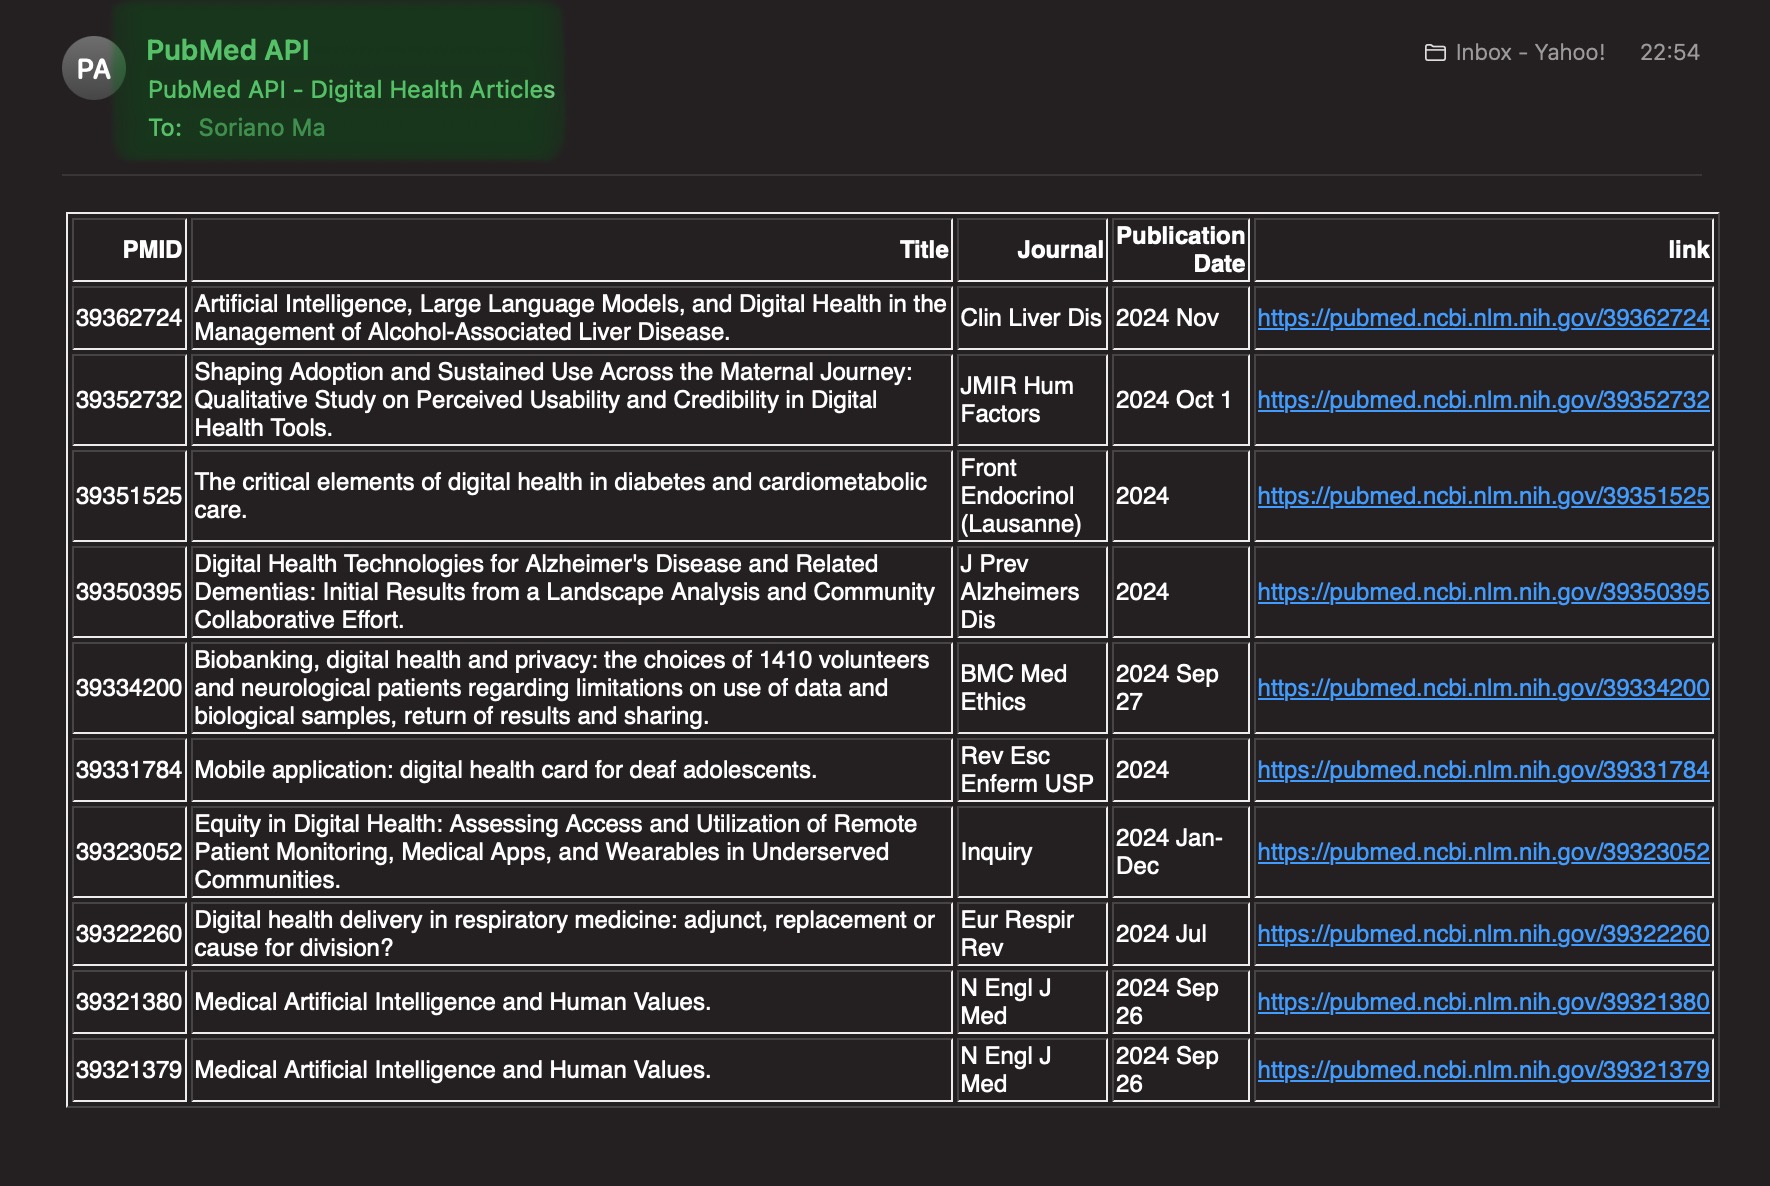 PA
PubMed API
PubMed API - Digital Health Articles
To: Soriano Ma
Inbox - Yahoo! 22:54
PMID Title Journal Publication Date link
39362724 Artificial Intelligence, Large Language Models, and Digital Health in the Management of Alcohol-Associated Liver Disease. Clin Liver Dis 2024 Nov https://pubmed.ncbi.nlm.nih.gov/39362724
39352732 Shaping Adoption and Sustained Use Across the Maternal Journey: Qualitative Study on Perceived Usability and Credibility in Digital Health Tools. JMIR Hum Factors 2024 Oct 1 https://pubmed.ncbi.nlm.nih.gov/39352732
39351525 The critical elements of digital health in diabetes and cardiometabolic care. Front Endocrinol (Lausanne) 2024 https://pubmed.ncbi.nlm.nih.gov/39351525
39350395 Digital Health Technologies for Alzheimer's Disease and Related Dementias: Initial Results from a Landscape Analysis and Community Collaborative Effort. J Prev Alzheimers Dis 2024 https://pubmed.ncbi.nlm.nih.gov/39350395
39334200 Biobanking, digital health and privacy: the choices of 1410 volunteers and neurological patients regarding limitations on use of data and biological samples, return of results and sharing. BMC Med Ethics 2024 Sep 27 https://pubmed.ncbi.nlm.nih.gov/39334200
39331784 Mobile application: digital health card for deaf adolescents. Rev Esc Enferm USP 2024 https://pubmed.ncbi.nlm.nih.gov/39331784
39323052 Equity in Digital Health: Assessing Access and Utilization of Remote Patient Monitoring, Medical Apps, and Wearables in Underserved Communities. Inquiry 2024 Jan-Dec https://pubmed.ncbi.nlm.nih.gov/39323052
39322260 Digital health delivery in respiratory medicine: adjunct, replacement or cause for division? Eur Respir Rev 2024 Jul https://pubmed.ncbi.nlm.nih.gov/39322260
39321380 Medical Artificial Intelligence and Human Values. N Engl J Med 2024 Sep 26 https://pubmed.ncbi.nlm.nih.gov/39321380
39321379 Medical Artificial Intelligence and Human Values. N Engl J Med 2024 Sep 26 https://pubmed.ncbi.nlm.nih.gov/39321379